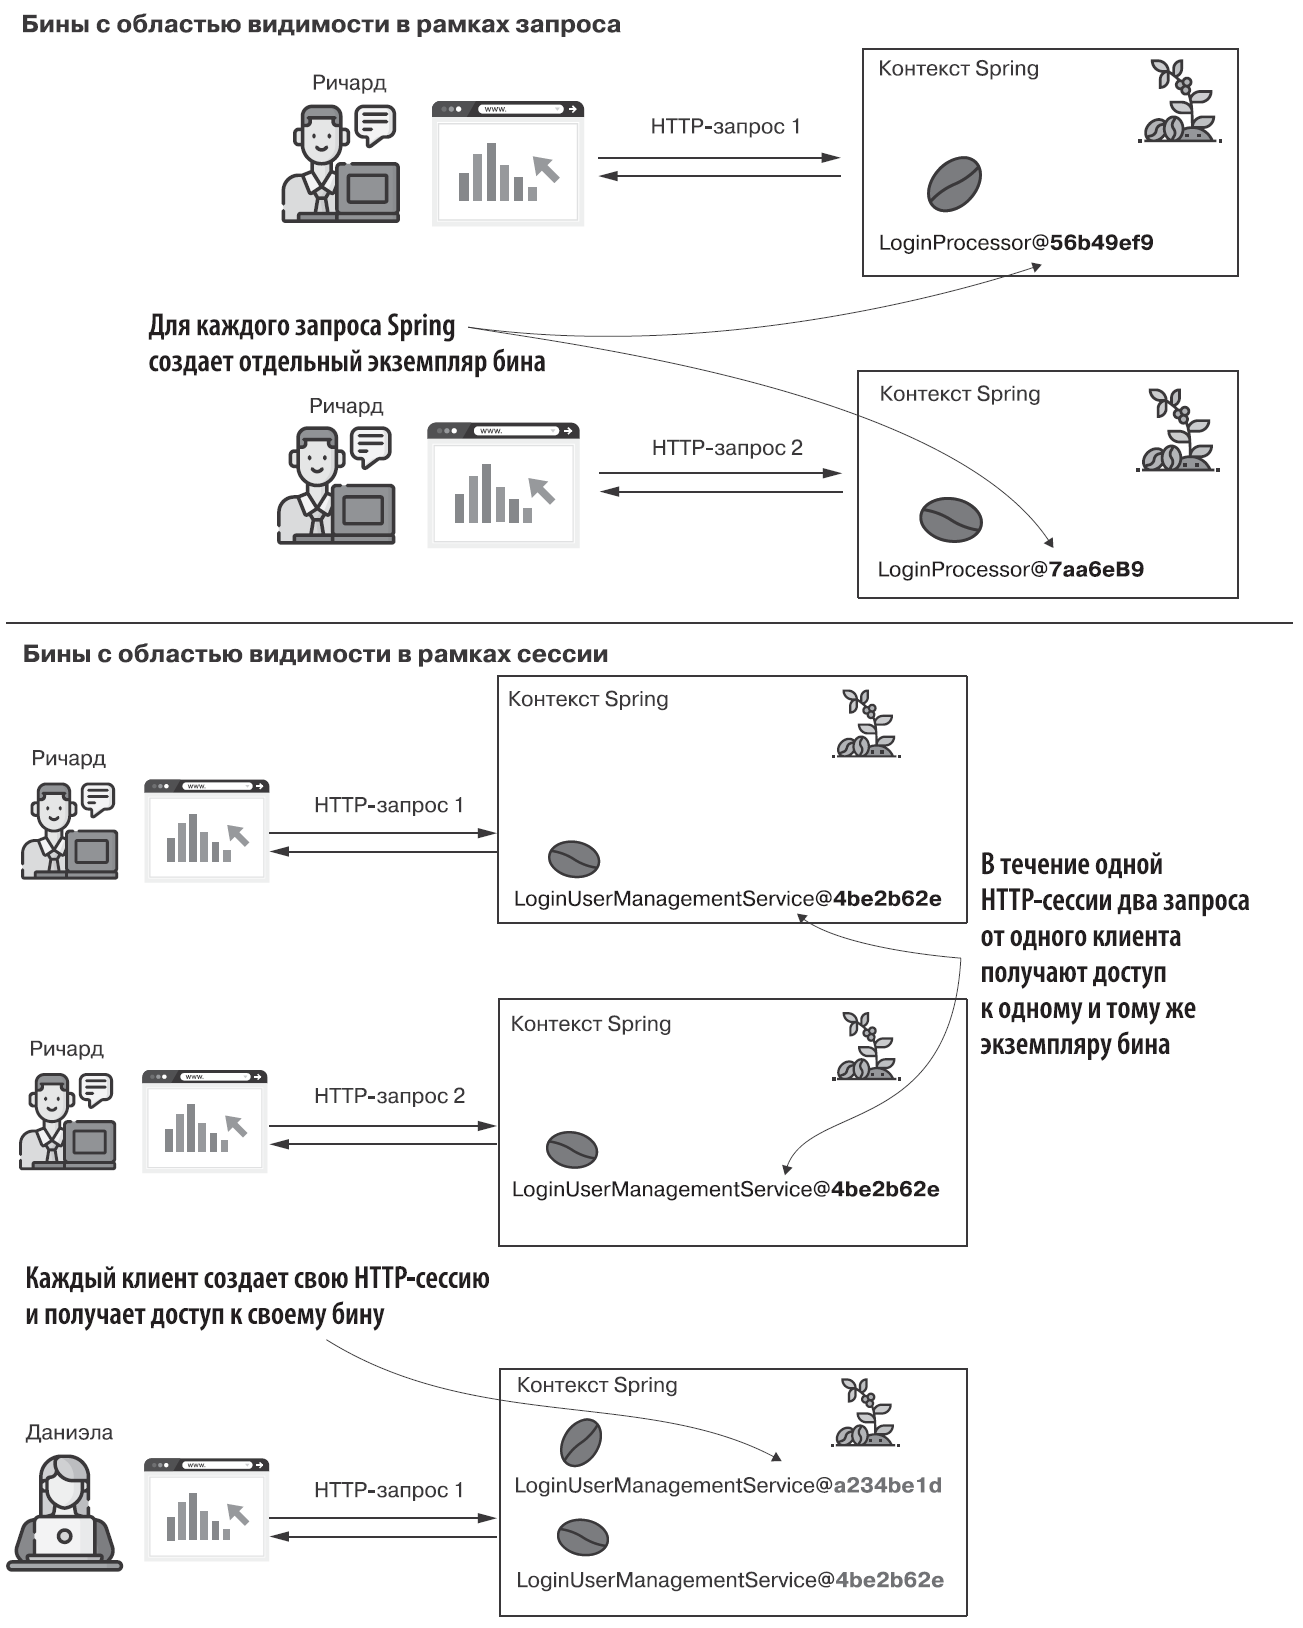 Бины с областью видимости в рамках запроса
Ричард
www.
HTTP-запрос 1
Контекст Spring
LoginProcessor@56b49ef9
Для каждого запроса Spring
создает отдельный экземпляр бина
Ричард
www.
HTTP-запрос 2
Контекст Spring
LoginProcessor@7aa6eB9
Бины с областью видимости в рамках сессии
Ричард
www.
HTTP-запрос 1
Контекст Spring
LoginUserManagementService@4be2b62e
В течение одной
HTTP-сессии два запроса
от одного клиента
получают доступ
к одному и тому же
экземпляру бина
Ричард
www.
HTTP-запрос 2
Контекст Spring
LoginUserManagementService@4be2b62e
Каждый клиент создает свою HTTP-сессию
и получает доступ к своему бину
Даниэла
www.
HTTP-запрос 1
Контекст Spring
LoginUserManagementService@a234be1d
LoginUserManagementService@4be2b62e